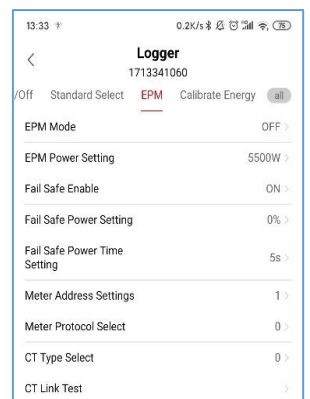 13:33 0.2K/s 75
Logger
1713341060
/Off Standard Select EPM Calibrate Energy all
EPM Mode OFF
EPM Power Setting 5500W
Fail Safe Enable ON
Fail Safe Power Setting 0%
Fail Safe Power Time
Setting 5s
Meter Address Settings 1
Meter Protocol Select 0
CT Type Select 0
CT Link Test